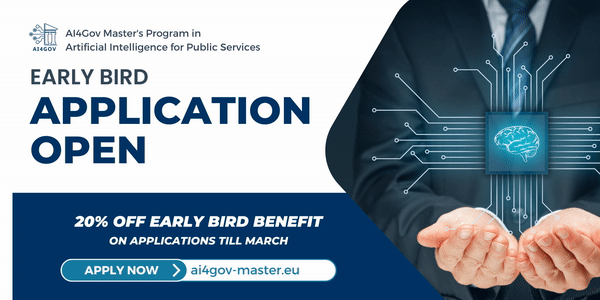 AI4GOV
AI4Gov Master's Program in
Artificial Intelligence for Public Services
EARLY BIRD
APPLICATION
OPEN
20% OFF EARLY BIRD BENEFIT
ON APPLICATIONS TILL MARCH
APPLY NOW
ai4gov-master.eu